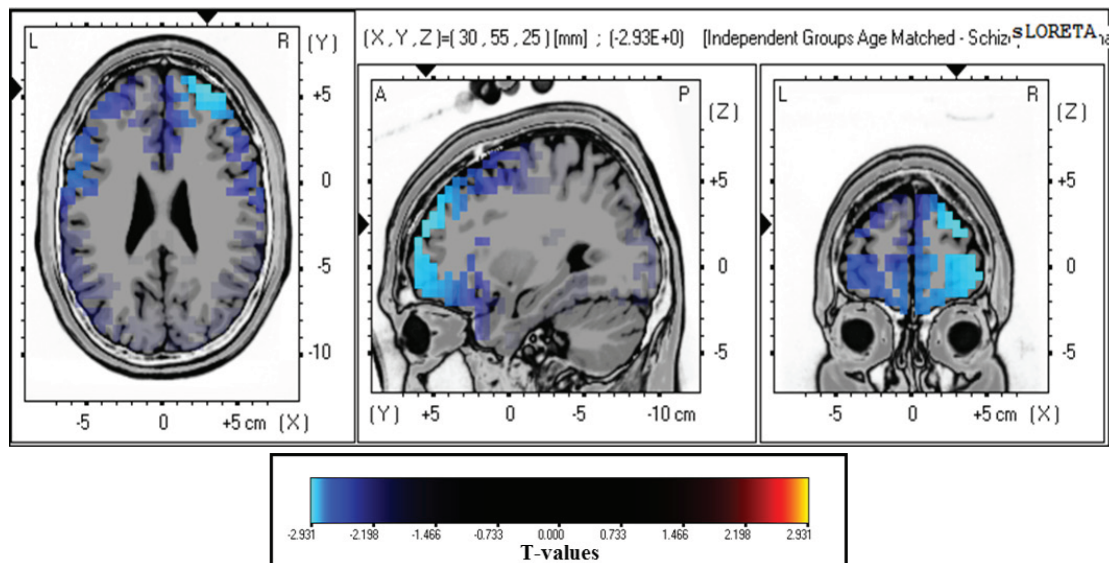 (X,Y,Z)=(30,55,25)[mm] ; (-2.93E+0) [Independent Groups Age Matched - Schiz
sLORETA
L R (Y)
+5
0
-5
-10
-5 0 +5 cm (X)
A P (Z)
+5
0
-5
(Y) +5 0 -5 -10 cm
L R (Z)
+5
0
-5
-5 0 +5 cm (X)
-2.931 -2.198 -1.466 -0.733 0.000 0.733 1.466 2.198 2.931
T-values